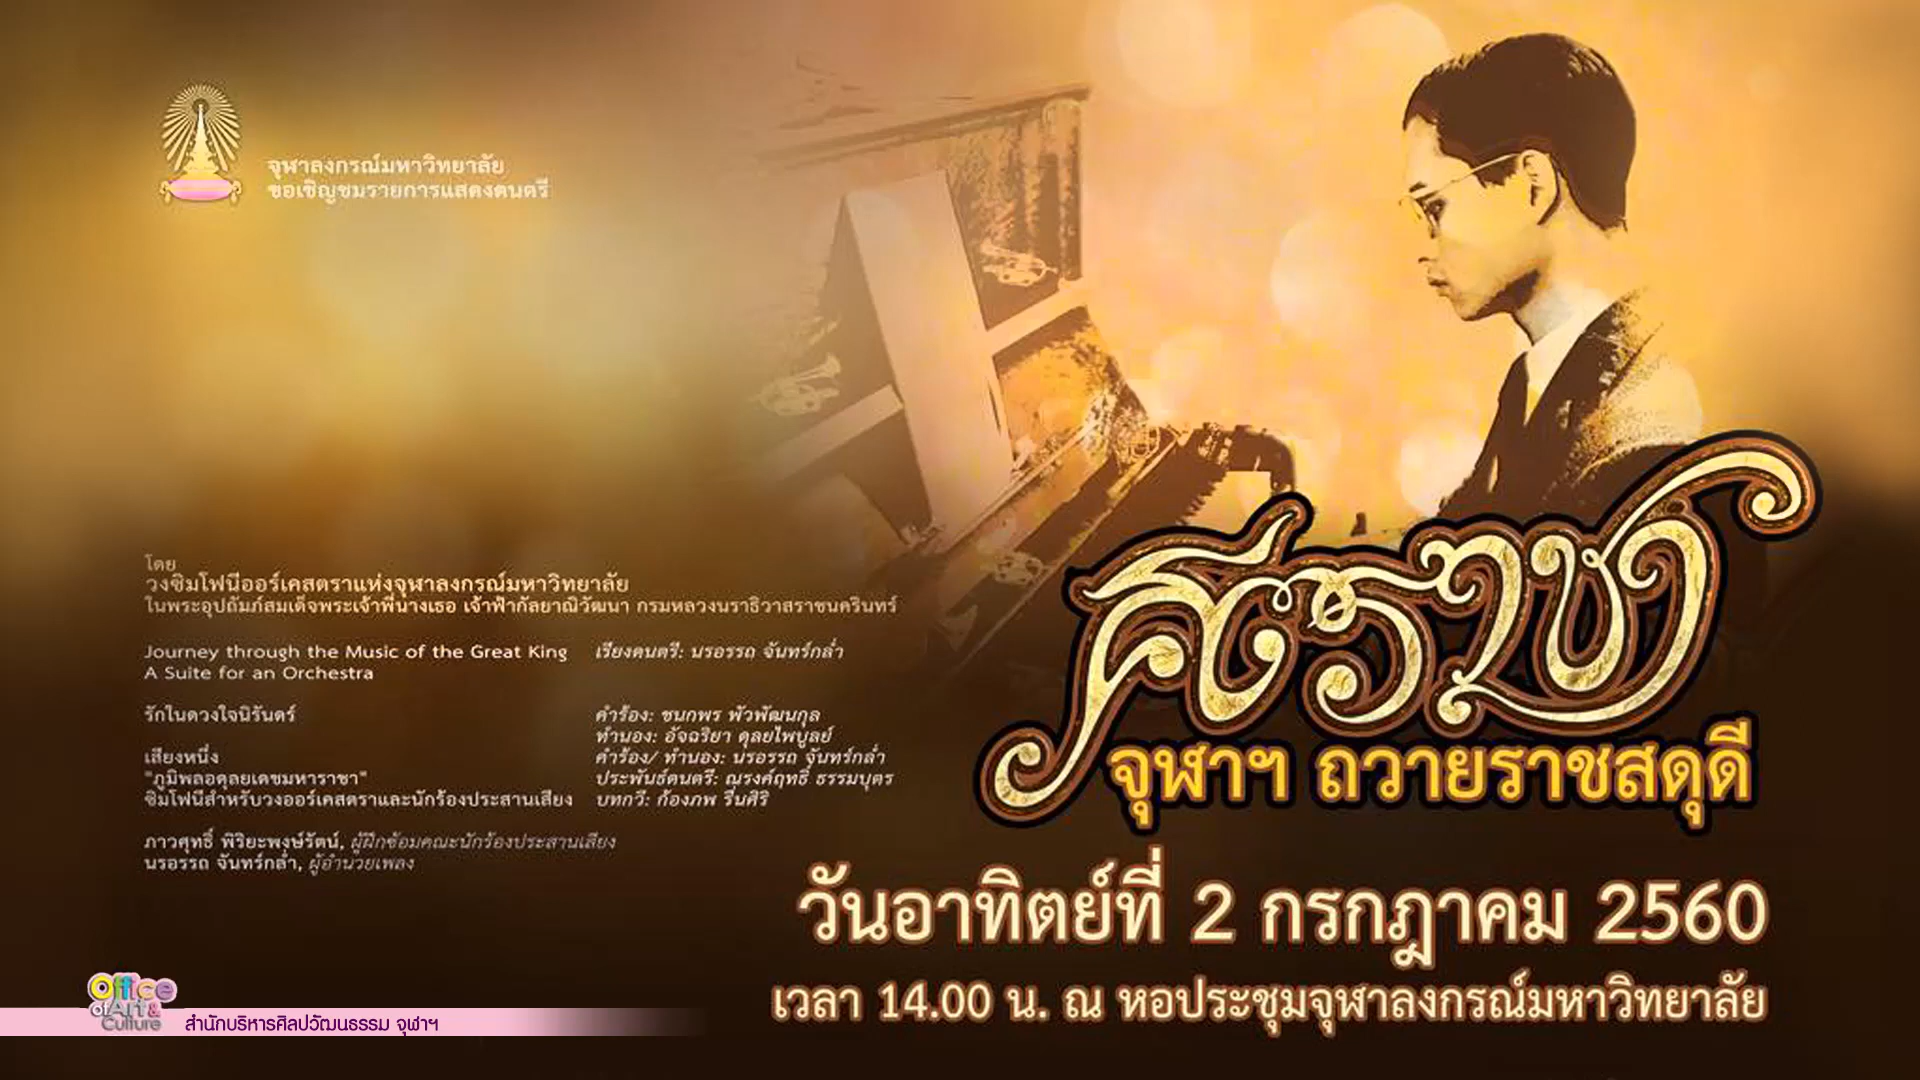 จุฬาลงกรณ์มหาวิทยาลัย
ขอเชิญชมรายการแสดงดนตรี
โดย
วงซิมโฟนีออร์เคสตราแห่งจุฬาลงกรณ์มหาวิทยาลัย
ในพระอุปถัมภ์สมเด็จพระเจ้าพี่นางเธอ เจ้าฟ้ากัลยาณิวัฒนา กรมหลวงนราธิวาสราชนครินทร์
Journey through the Music of the Great King เรียงดนตรี: นรอรรถ จันทร์กล่ำ
A Suite for an Orchestra
รักในดวงใจนิรันดร์ คำร้อง: ชนกพร พัวพัฒนกุล
ทำนอง: อัจฉริยา ดุลยไพบูลย์
เสียงหนึ่ง คำร้อง/ ทำนอง: นรอรรถ จันทร์กล่ำ
"ภูมิพลอดุลยเดชมหาราชา" ประพันธ์ดนตรี: ณรงค์ฤทธิ์ ธรรมบุตร
ซิมโฟนีสำหรับวงออร์เคสตราและนักร้องประสานเสียง บทกวี: ก้องภพ รื่นศิริ
ภาวศุทธิ์ พิริยะพงษ์รัตน์, ผู้ฝึกซ้อมคณะนักร้องประสานเสียง
นรอรรถ จันทร์กล่ำ, ผู้อำนวยเพลง
คีตราชา
จุฬาฯ ถวายราชสดุดี
วันอาทิตย์ที่ 2 กรกฎาคม 2560
เวลา 14.00 น. ณ หอประชุมจุฬาลงกรณ์มหาวิทยาลัย
Office
of Art &
Culture
สำนักบริหารศิลปวัฒนธรรม จุฬาฯ